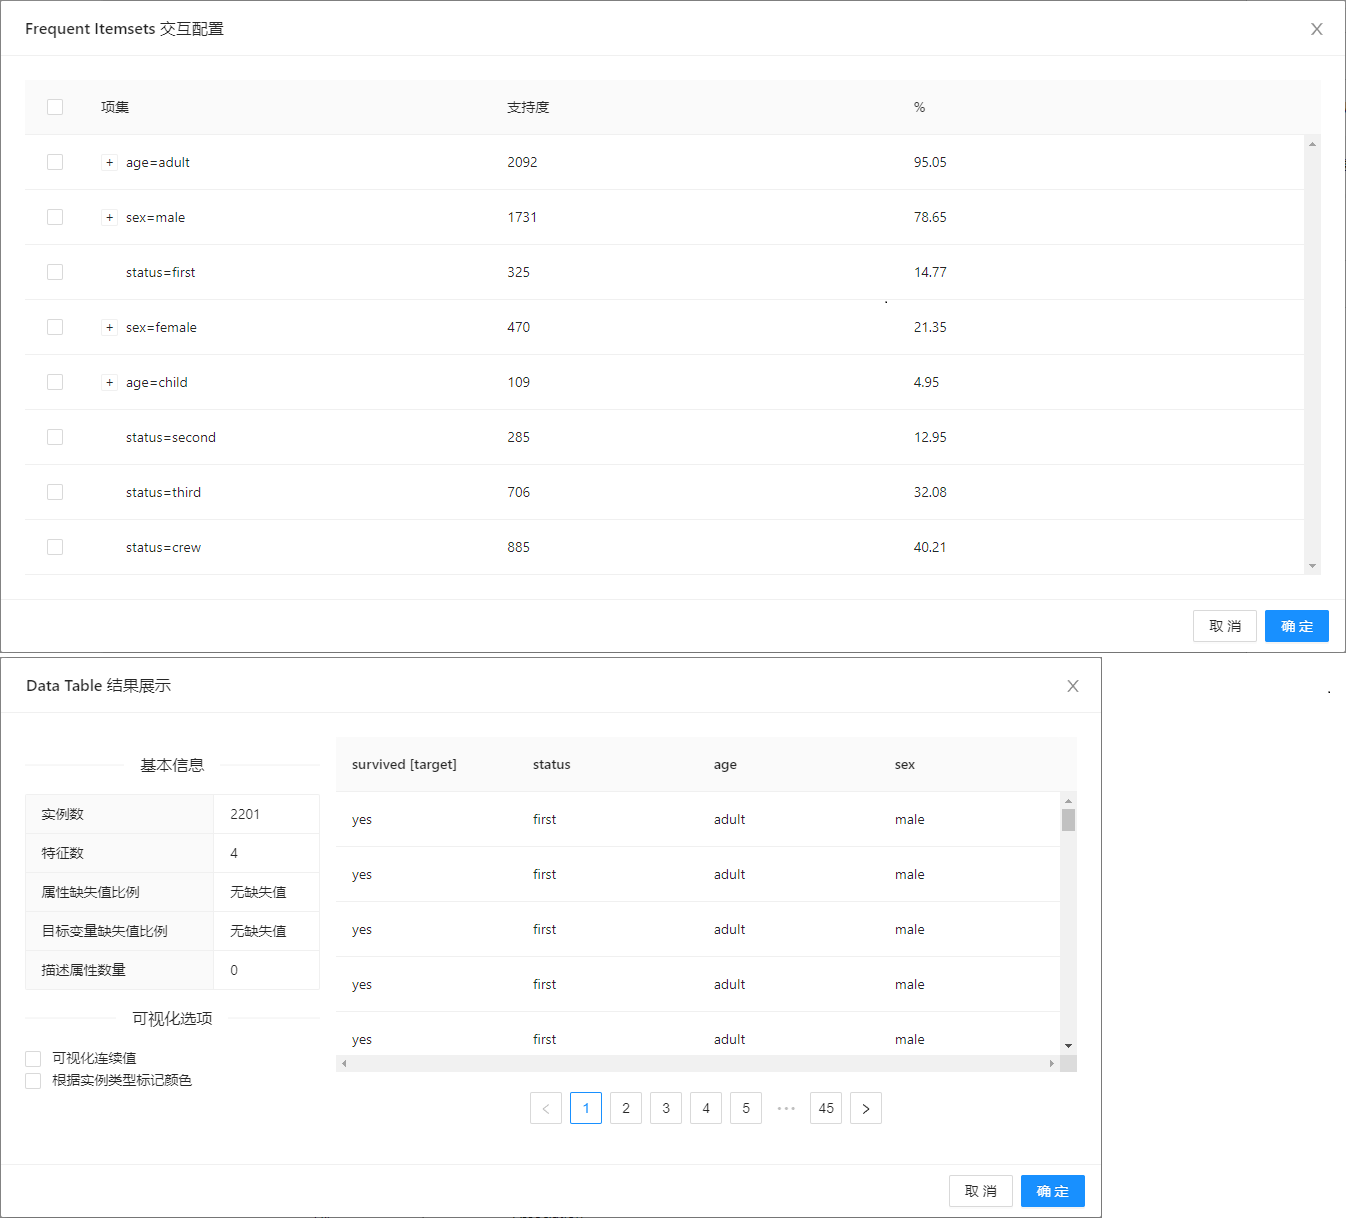 Frequent Itemsets 交互配置
项集 支持度 %
+ age=adult 2092 95.05
+ sex=male 1731 78.65
status=first 325 14.77
+ sex=female 470 21.35
+ age=child 109 4.95
status=second 285 12.95
status=third 706 32.08
status=crew 885 40.21
取 消 确 定
Data Table 结果展示
基本信息
实例数 2201
特征数 4
属性缺失值比例 无缺失值
目标变量缺失值比例 无缺失值
描述属性数量 0
可视化选项
可视化连续值
根据实例类型标记颜色
survived [target] status age sex
yes first adult male
yes first adult male
yes first adult male
yes first adult male
yes first adult male
< 1 2 3 4 5 ••• 45 >
取 消 确 定